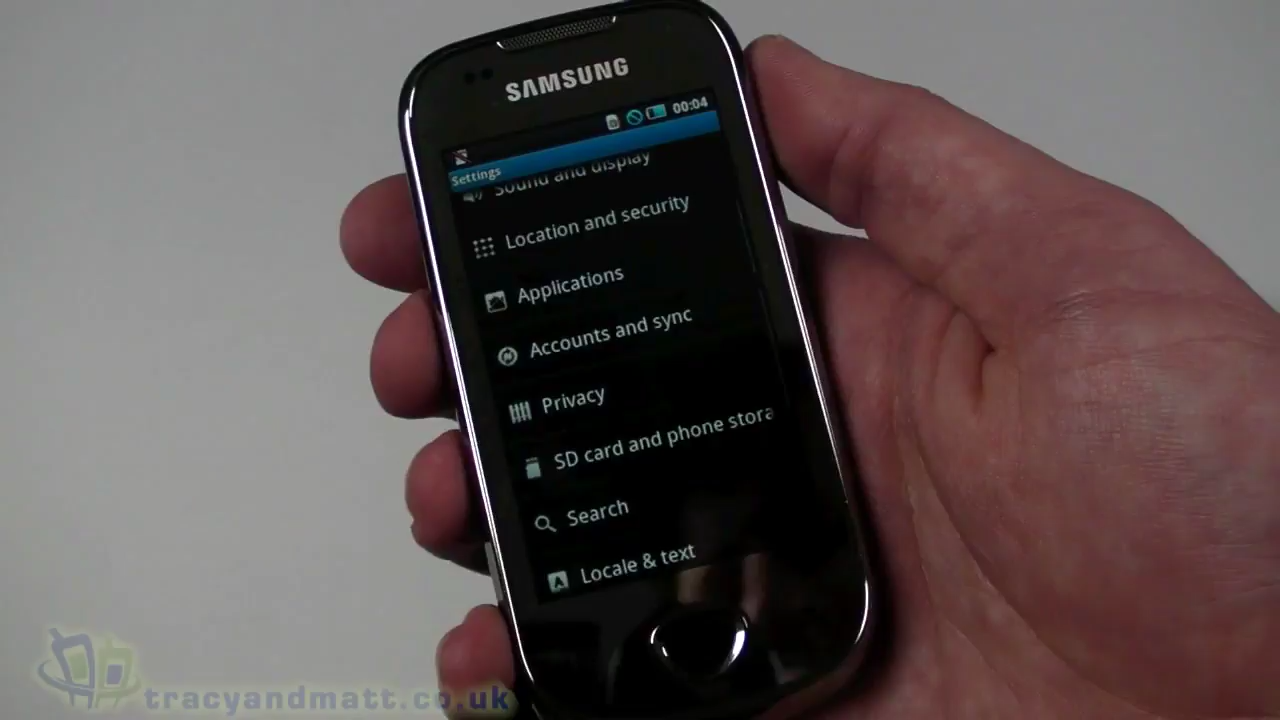 SAMSUNG
00:04
Settings
Sound and display
Location and security
Applications
Accounts and sync
Privacy
SD card and phone stora
Search
Locale & text
tracyandmatt.co.uk